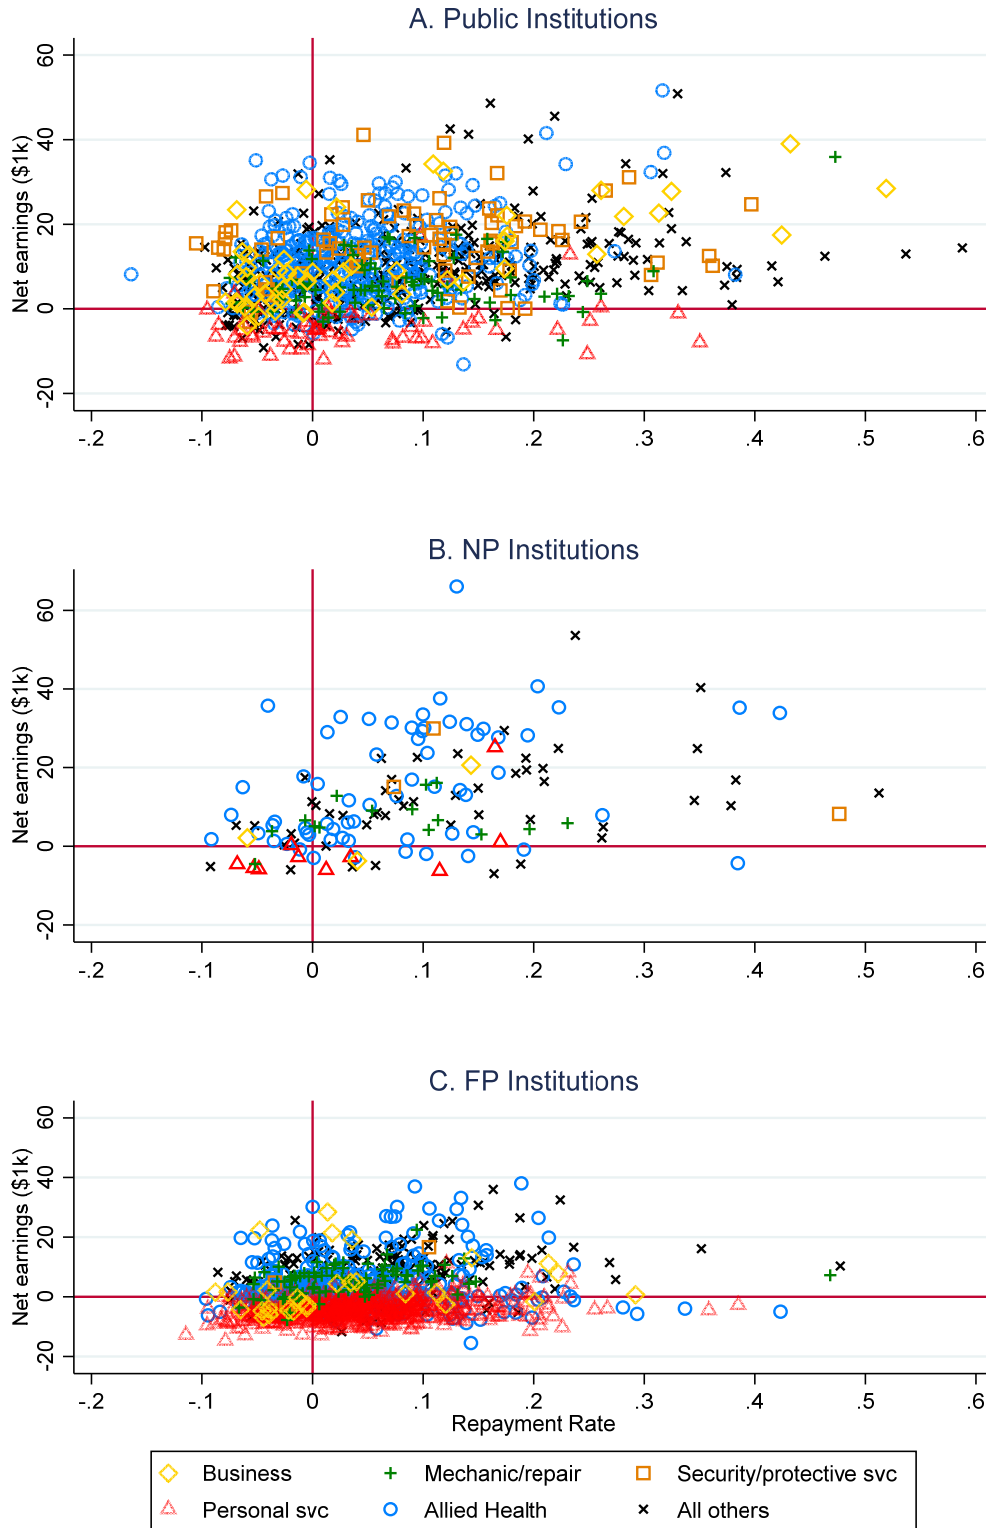 A. Public Institutions
Net earnings ($1k)
60
40
20
0
-20
-.2 -.1 0 .1 .2 .3 .4 .5 .6
B. NP Institutions
Net earnings ($1k)
60
40
20
0
-20
-.2 -.1 0 .1 .2 .3 .4 .5 .6
C. FP Institutions
Net earnings ($1k)
60
40
20
0
-20
-.2 -.1 0 .1 .2 .3 .4 .5 .6
Repayment Rate
Business Mechanic/repair Security/protective svc
Personal svc Allied Health All others